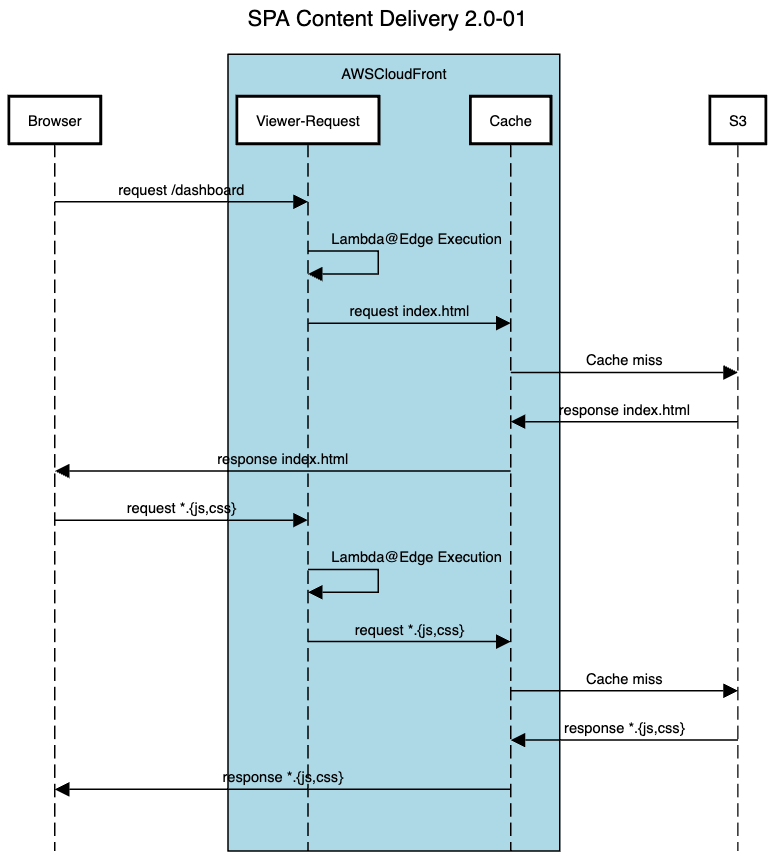 SPA Content Delivery 2.0-01
AWSCloudFront
Browser
Viewer-Request
Cache
S3
request /dashboard
Lambda@Edge Execution
request index.html
Cache miss
response index.html
response index.html
request *.{js,css}
Lambda@Edge Execution
request *.{js,css}
Cache miss
response *.{js,css}
response *.{js,css}